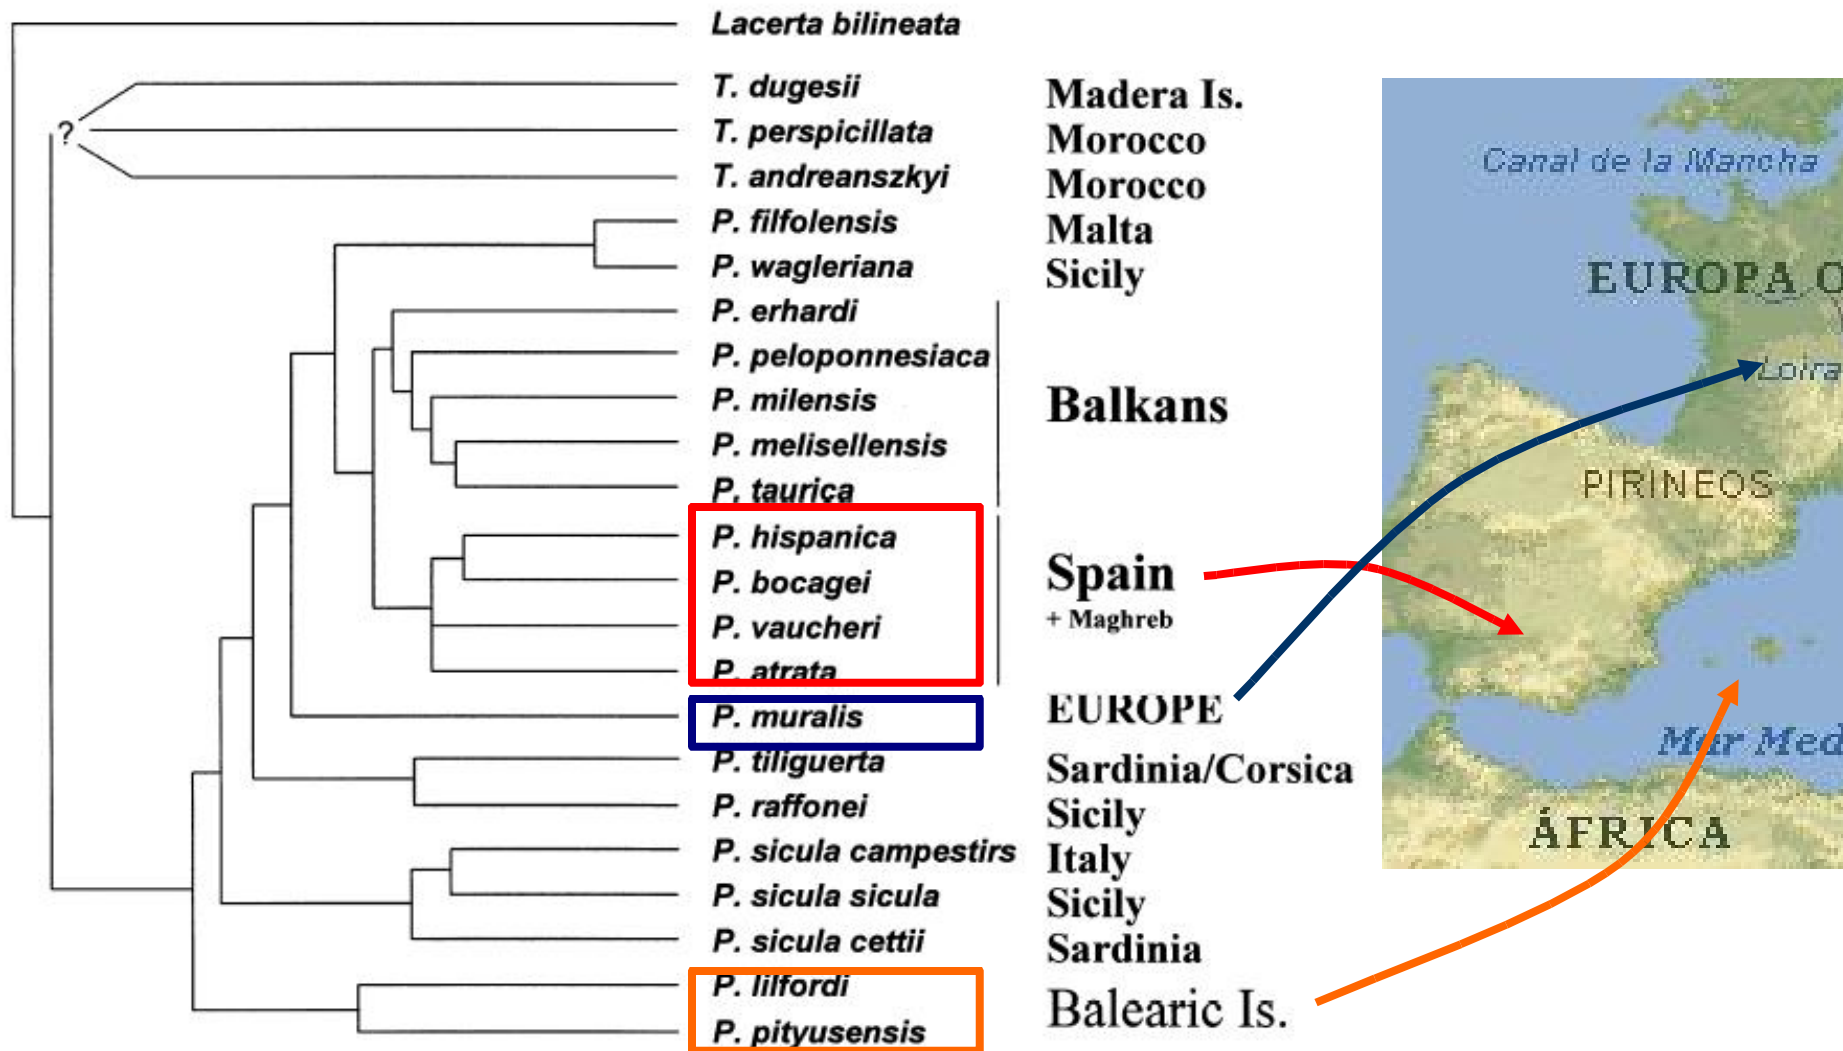 Lacerta bilineata
T. dugesii
T. perspicillata
T. andreanszkyi
P. filfolensis
P. wagleriana
P. erhardi
P. peloponnesiaca
P. milensis
P. melisellensis
P. taurica
P. hispanica
P. bocagei
P. vaucheri
P. atrata
P. muralis
P. tiliguerta
P. raffonei
P. sicula campestirs
P. sicula sicula
P. sicula cettii
P. lilfordi
P. pityusensis
?
Madera Is.
Morocco
Morocco
Malta
Sicily
Balkans
Spain
+ Maghreb
EUROPE
Sardinia/Corsica
Sicily
Italy
Sicily
Sardinia
Balearic Is.
Canal de la Mancha
EUROPA O
Loira
PIRINEOS
Mar Med
ÁFRICA